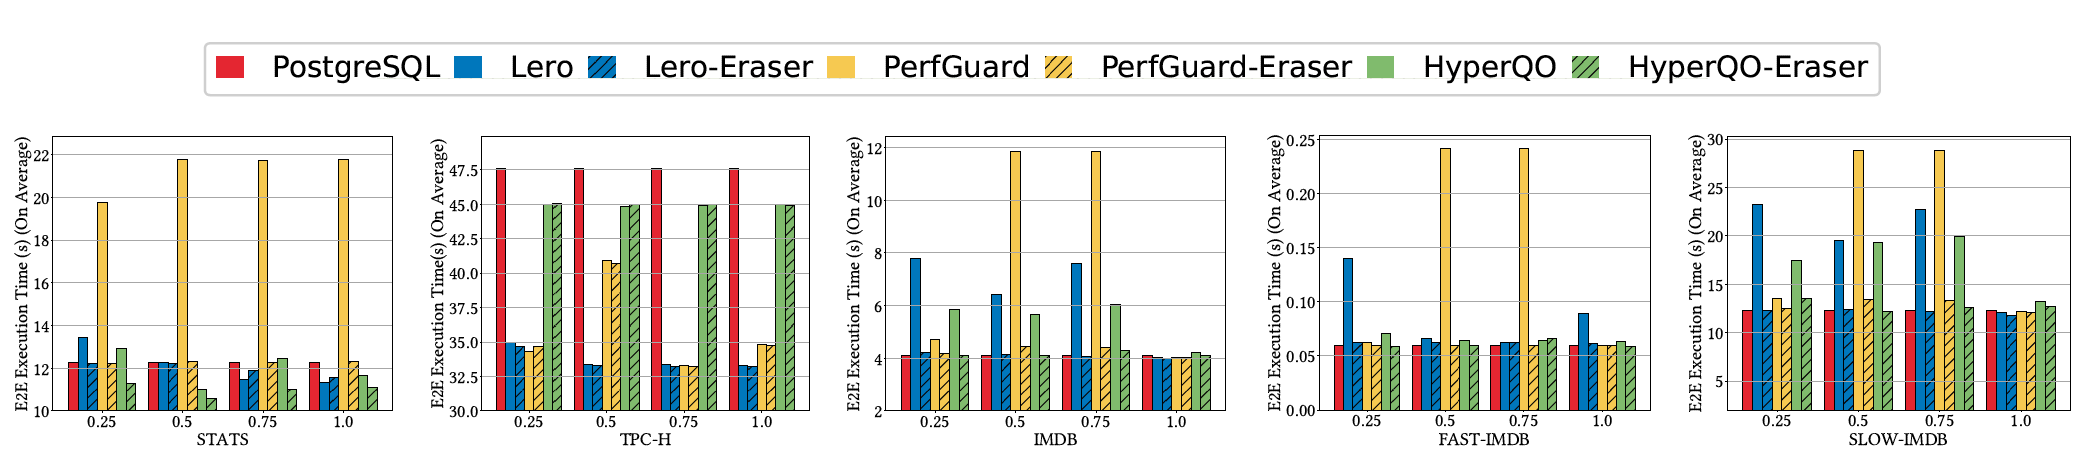 PostgreSQL Lero Lero-Eraser PerfGuard PerfGuard-Eraser HyperQO HyperQO-Eraser
E2E Execution Time (s) (On Average)
22
20
18
16
14
12
10
0.25 0.5 0.75 1.0
STATS
E2E Execution Time(s) (On Average)
47.5
45.0
42.5
40.0
37.5
35.0
32.5
30.0
0.25 0.5 0.75 1.0
TPC-H
E2E Execution Time (s) (On Average)
12
10
8
6
4
2
0.25 0.5 0.75 1.0
IMDB
E2E Execution Time (s) (On Average)
0.25
0.20
0.15
0.10
0.05
0.00
0.25 0.5 0.75 1.0
FAST-IMDB
E2E Execution Time (s) (On Average)
30
25
20
15
10
5
0.25 0.5 0.75 1.0
SLOW-IMDB